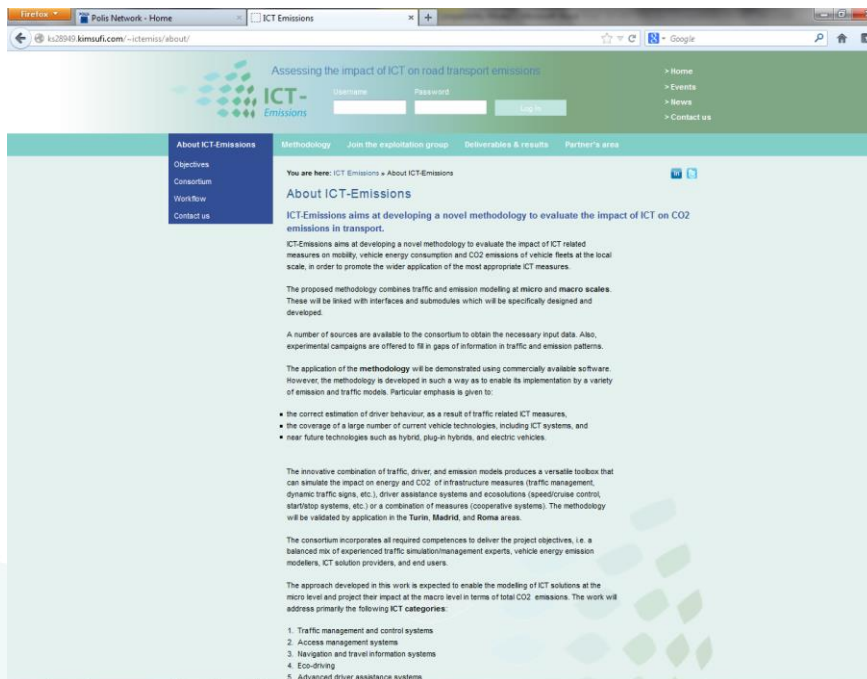 Firefox
Polis Network - Home
ICT Emissions
ks28949.kimsufi.com/~ictemiss/about/
Google
Assessing the impact of ICT on road transport emissions
ICT-
Emissions
Username
Password
Log in
> Home
> Events
> News
> Contact us
About ICT-Emissions
Methodology
Join the exploitation group
Deliverables & results
Partner's area
Objectives
Consortium
Workflow
Contact us
You are here: ICT Emissions » About ICT-Emissions
in
About ICT-Emissions
ICT-Emissions aims at developing a novel methodology to evaluate the impact of ICT on CO2
emissions in transport.
ICT-Emissions aims at developing a novel methodology to evaluate the impact of ICT related
measures on mobility, vehicle energy consumption and CO2 emissions of vehicle fleets at the local
scale, in order to promote the wider application of the most appropriate ICT measures.
The proposed methodology combines traffic and emission modelling at micro and macro scales.
These will be linked with interfaces and submodules which will be specifically designed and
developed.
A number of sources are available to the consortium to obtain the necessary input data. Also,
experimental campaigns are offered to fill in gaps of information in traffic and emission patterns.
The application of the methodology will be demonstrated using commercially available software.
However, the methodology is developed in such a way as to enable its implementation by a variety
of emission and traffic models. Particular emphasis is given to:
▪ the correct estimation of driver behaviour, as a result of traffic related ICT measures,
▪ the coverage of a large number of current vehicle technologies, including ICT systems, and
▪ near future technologies such as hybrid, plug-in hybrids, and electric vehicles.
The innovative combination of traffic, driver, and emission models produces a versatile toolbox that
can simulate the impact on energy and CO2 of infrastructure measures (traffic management,
dynamic traffic signs, etc.), driver assistance systems and ecosolutions (speed/cruise control,
start/stop systems, etc.) or a combination of measures (cooperative systems). The methodology
will be validated by application in the Turin, Madrid, and Roma areas.
The consortium incorporates all required competences to deliver the project objectives, i.e. a
balanced mix of experienced traffic simulation/management experts, vehicle energy emission
modellers, ICT solution providers, and end users.
The approach developed in this work is expected to enable the modelling of ICT solutions at the
micro level and project their impact at the macro level in terms of total CO2 emissions. The work will
address primarily the following ICT categories:
1. Traffic management and control systems
2. Access management systems
3. Navigation and travel information systems
4. Eco-driving
5. Advanced driver assistance systems